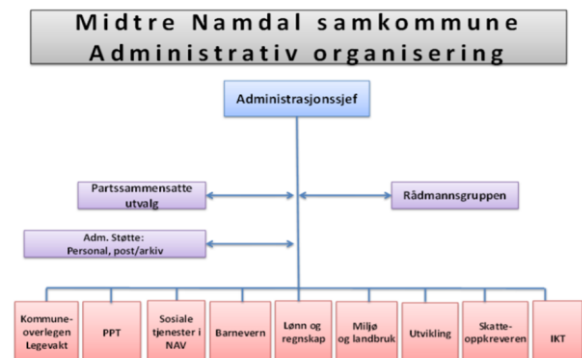 Midtre Namdal samkommune
Administrativ organisering
Administrasjonssjef
Partssammensatte
utvalg
Rådmannsgruppen
Adm. Støtte:
Personal, post/arkiv
Kommune-
overlegen
Legevakt
PPT
Sosiale
tjenester i
NAV
Barnevern
Lønn og
regnskap
Miljø
og landbruk
Utvikling
Skatte-
oppkreveren
IKT